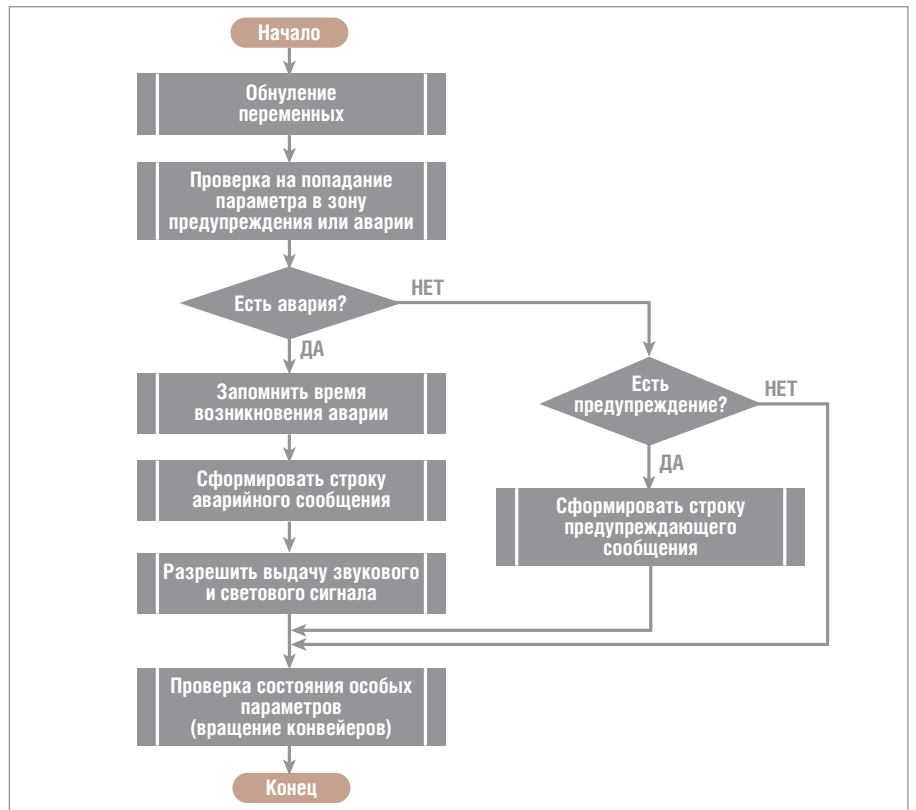 Начало
Обнуление
переменных
Проверка на попадание
параметра в зону
предупреждения или аварии
Есть авария?
НЕТ
ДА
Запомнить время
возникновения аварии
Сформировать строку
аварийного сообщения
Разрешить выдачу звукового
и светового сигнала
Есть
предупреждение?
НЕТ
ДА
Сформировать строку
предупреждающего
сообщения
Проверка состояния особых
параметров
(вращение конвейеров)
Конец